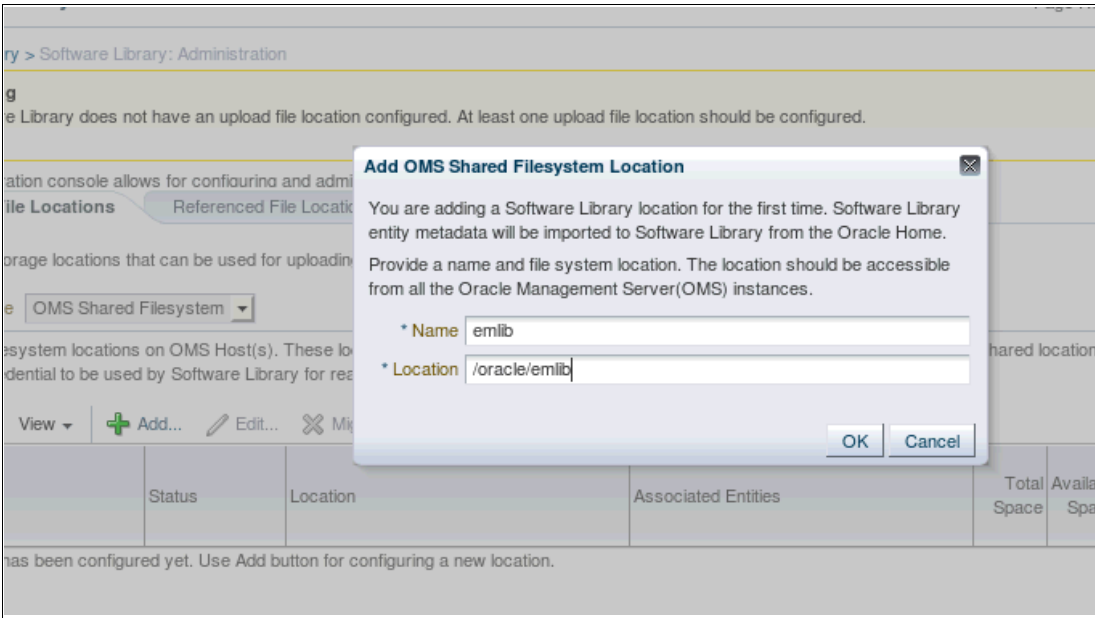 ry > Software Library: Administration
g
e Library does not have an upload file location configured. At least one upload file location should be configured.
Add OMS Shared Filesystem Location
ation console allows for configuring and admi
You are adding a Software Library location for the first time. Software Library
entity metadata will be imported to Software Library from the Oracle Home.
ile Locations Referenced File Locatio
orage locations that can be used for uploadin
Provide a name and file system location. The location should be accessible
from all the Oracle Management Server(OMS) instances.
e OMS Shared Filesystem
* Name emlib
esystem locations on OMS Host(s). These lo
hared location
* Location /oracle/emlib
dential to be used by Software Library for rea
View Add... Edit... Mi
OK Cancel
Status Location Associated Entities Total Space Availa Spa
has been configured yet. Use Add button for configuring a new location.